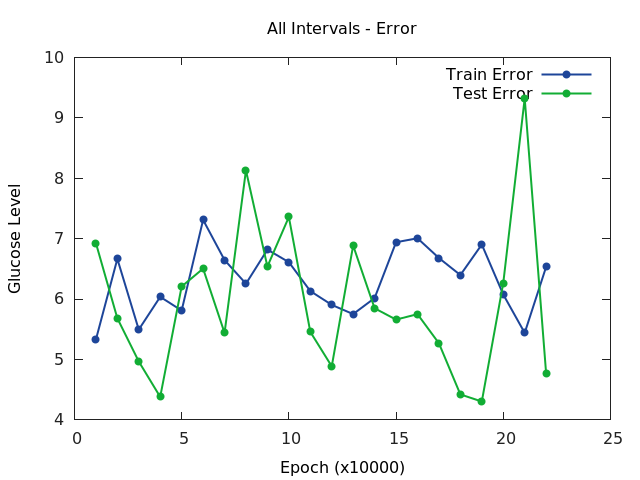 All Intervals - Error
Train Error
Test Error
Glucose Level
10
9
8
7
6
5
4
0 5 10 15 20 25
Epoch (x10000)